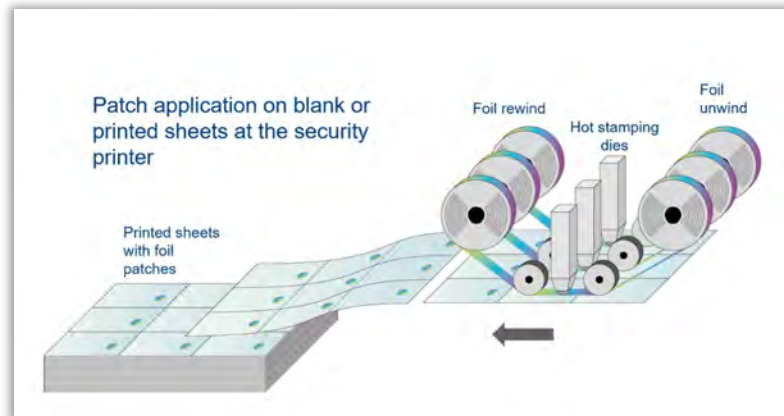 Patch application on blank or
printed sheets at the security
printer
Foil rewind
Foil
unwind
Hot stamping
dies
Printed sheets
with foil
patches